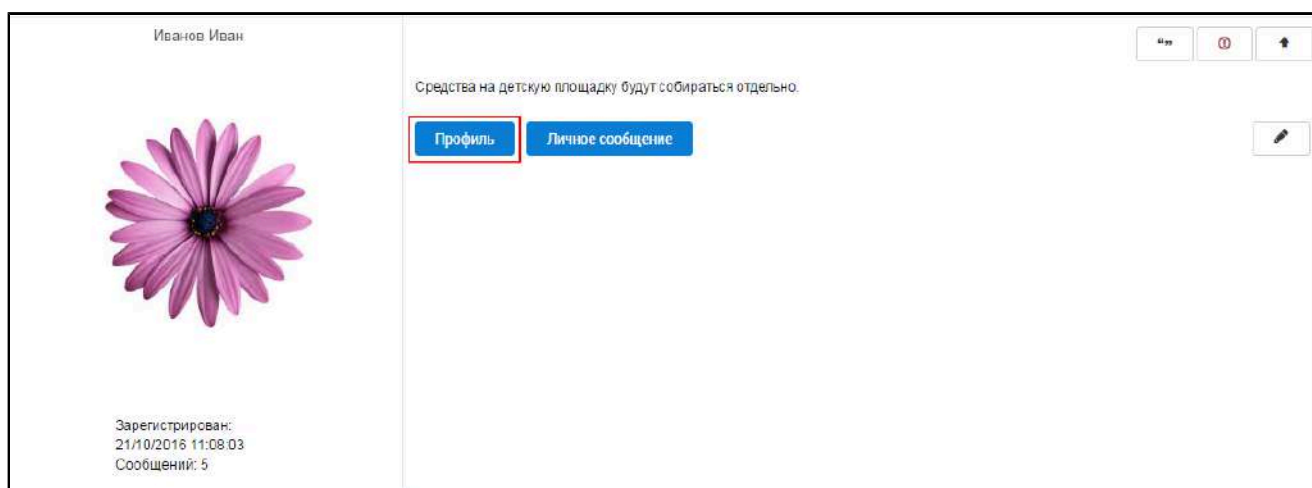 Иванов Иван
Средства на детскую площадку будут собираться отдельно.
Профиль
Личное сообщение
Зарегистрирован:
21/10/2016 11:08:03
Сообщений: 5